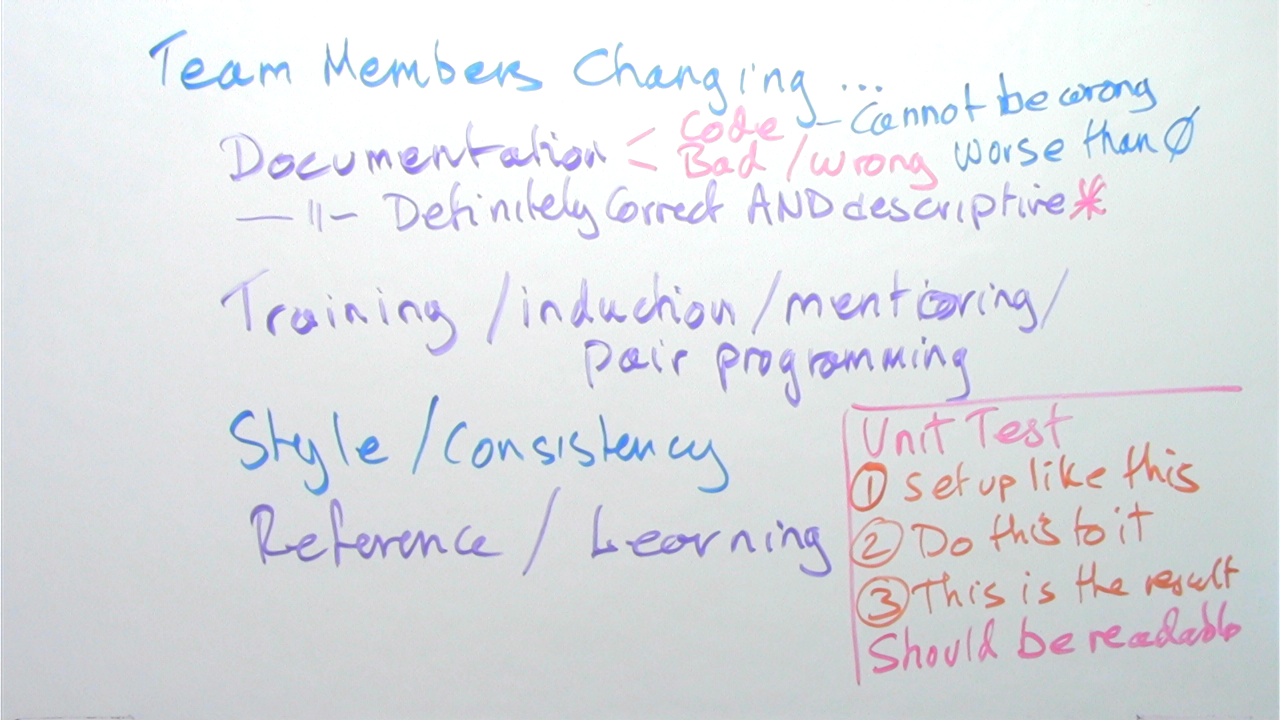 Team Members Changing ...
Documentation < Code – Cannot be wrong
Bad / wrong worse than Ø
— 〃 – Definitely Correct AND descriptive *
Training / induction / mentioring /
pair programming
Style / Consistency
Reference / Learning
Unit Test
① set up like this
② Do this to it
③ This is the result
Should be readable